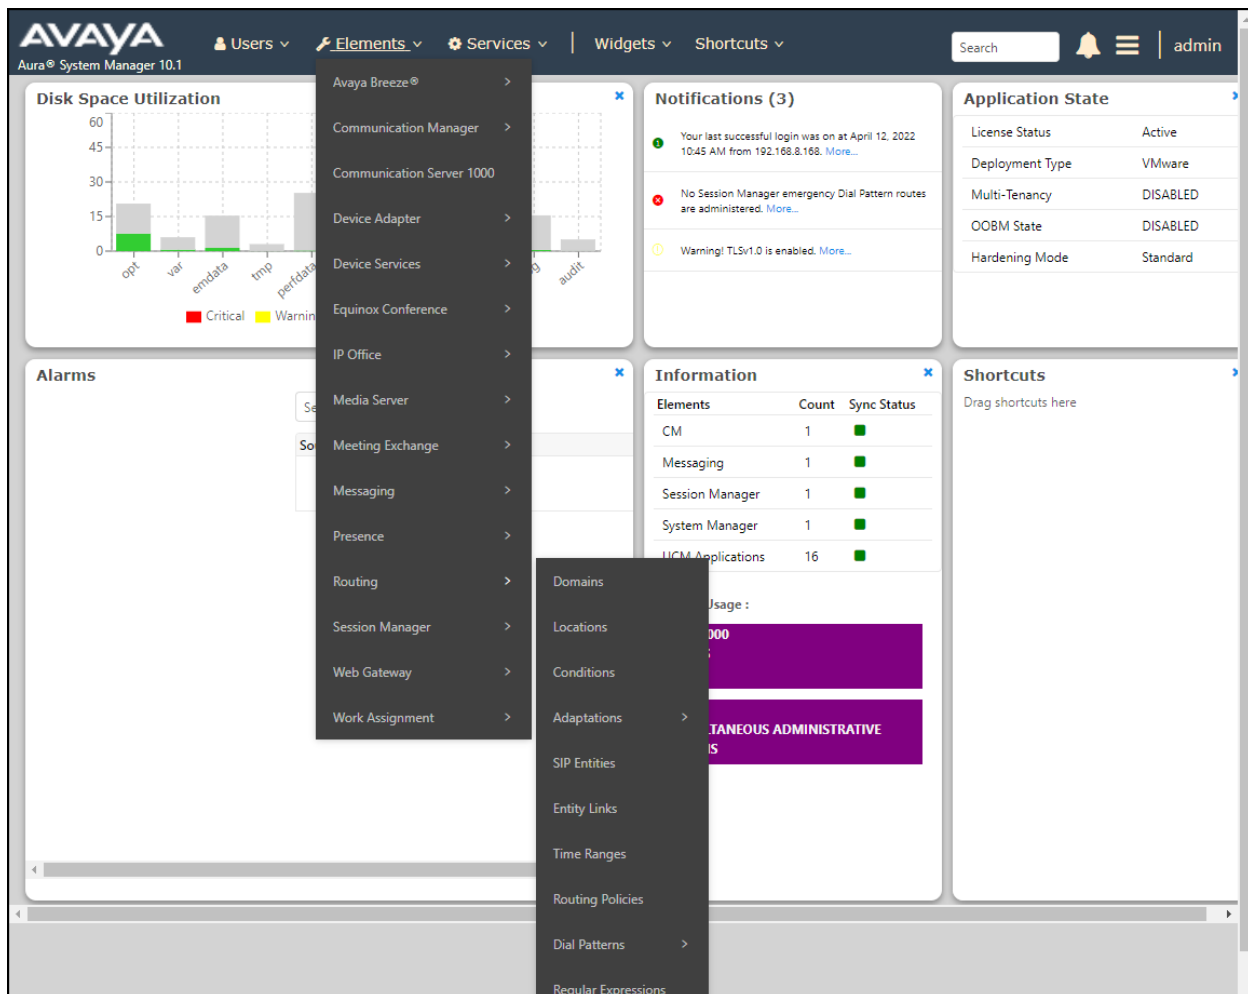 AVAYA
Aura® System Manager 10.1
Users
Elements
Services
Widgets
Shortcuts
Search
admin
Disk Space Utilization
60
45
30
15
0
opt
var
emdata
tmp
perfdata
audit
Critical
Avaya Breeze®
Communication Manager
Communication Server 1000
Device Adapter
Device Services
Equinox Conference
IP Office
Media Server
Meeting Exchange
Messaging
Presence
Routing
Session Manager
Web Gateway
Work Assignment
Domains
Locations
Conditions
Adaptations
SIP Entities
Entity Links
Time Ranges
Routing Policies
Dial Patterns
Regular Expressions
Notifications (3)
Your last successful login was on at April 12, 2022
10:45 AM from 192.168.8.168. More...
No Session Manager emergency Dial Pattern routes
are administered. More...
Warning! TLSv1.0 is enabled. More...
Application State
License Status Active
Deployment Type VMware
Multi-Tenancy DISABLED
OOBM State DISABLED
Hardening Mode Standard
Alarms
Information
Elements Count Sync Status
CM 1
Messaging 1
Session Manager 1
System Manager 1
UCM Applications 16
Usage :
ADMINISTRATIVE
Shortcuts
Drag shortcuts here